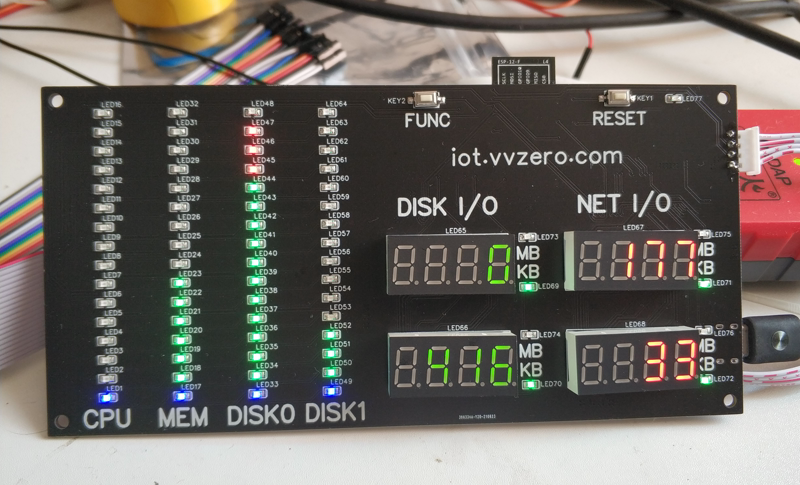 ESP-12-F
KEY2
FUNC
KEY1
RESET
LED77
iot.vvzero.com
DISK I/O
NET I/O
LED65
0
LED73
MB
KB
LED69
LED67
177
LED75
MB
KB
LED71
LED66
416
LED74
MB
KB
LED70
LED68
33
LED76
MB
KB
LED72
LED16 LED32 LED48 LED64
LED15 LED31 LED47 LED63
LED14 LED30 LED46 LED62
LED13 LED29 LED45 LED61
LED12 LED28 LED44 LED60
LED11 LED27 LED43 LED59
LED10 LED26 LED42 LED58
LED9 LED25 LED41 LED57
LED8 LED24 LED40 LED56
LED7 LED23 LED39 LED55
LED6 LED22 LED38 LED54
LED5 LED21 LED37 LED53
LED4 LED20 LED36 LED52
LED3 LED19 LED35 LED51
LED2 LED18 LED34 LED50
LED1 LED17 LED33 LED49
CPU MEM DISK0 DISK1
DAP